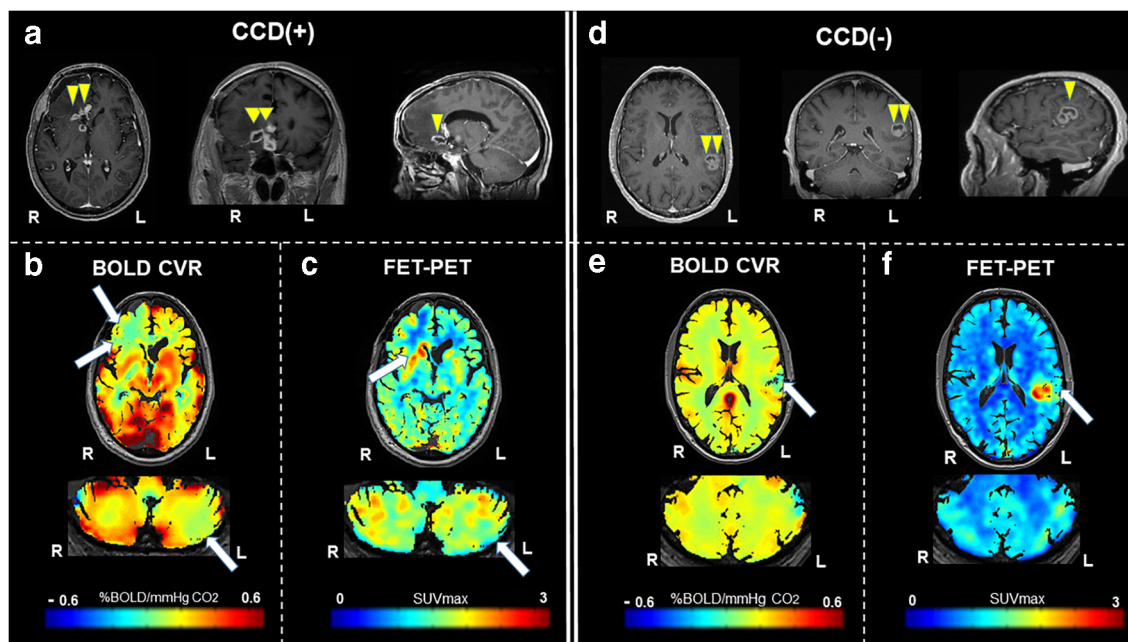 a
CCD(+)
R L
R L
b
BOLD CVR
R L
R L
%BOLD/mmHg CO2
- 0.6 0.6
c
FET-PET
R L
R L
SUVmax
0 3
d
CCD(-)
R L
R L
e
BOLD CVR
R L
R L
%BOLD/mmHg CO2
- 0.6 0.6
f
FET-PET
R L
R L
SUVmax
0 3